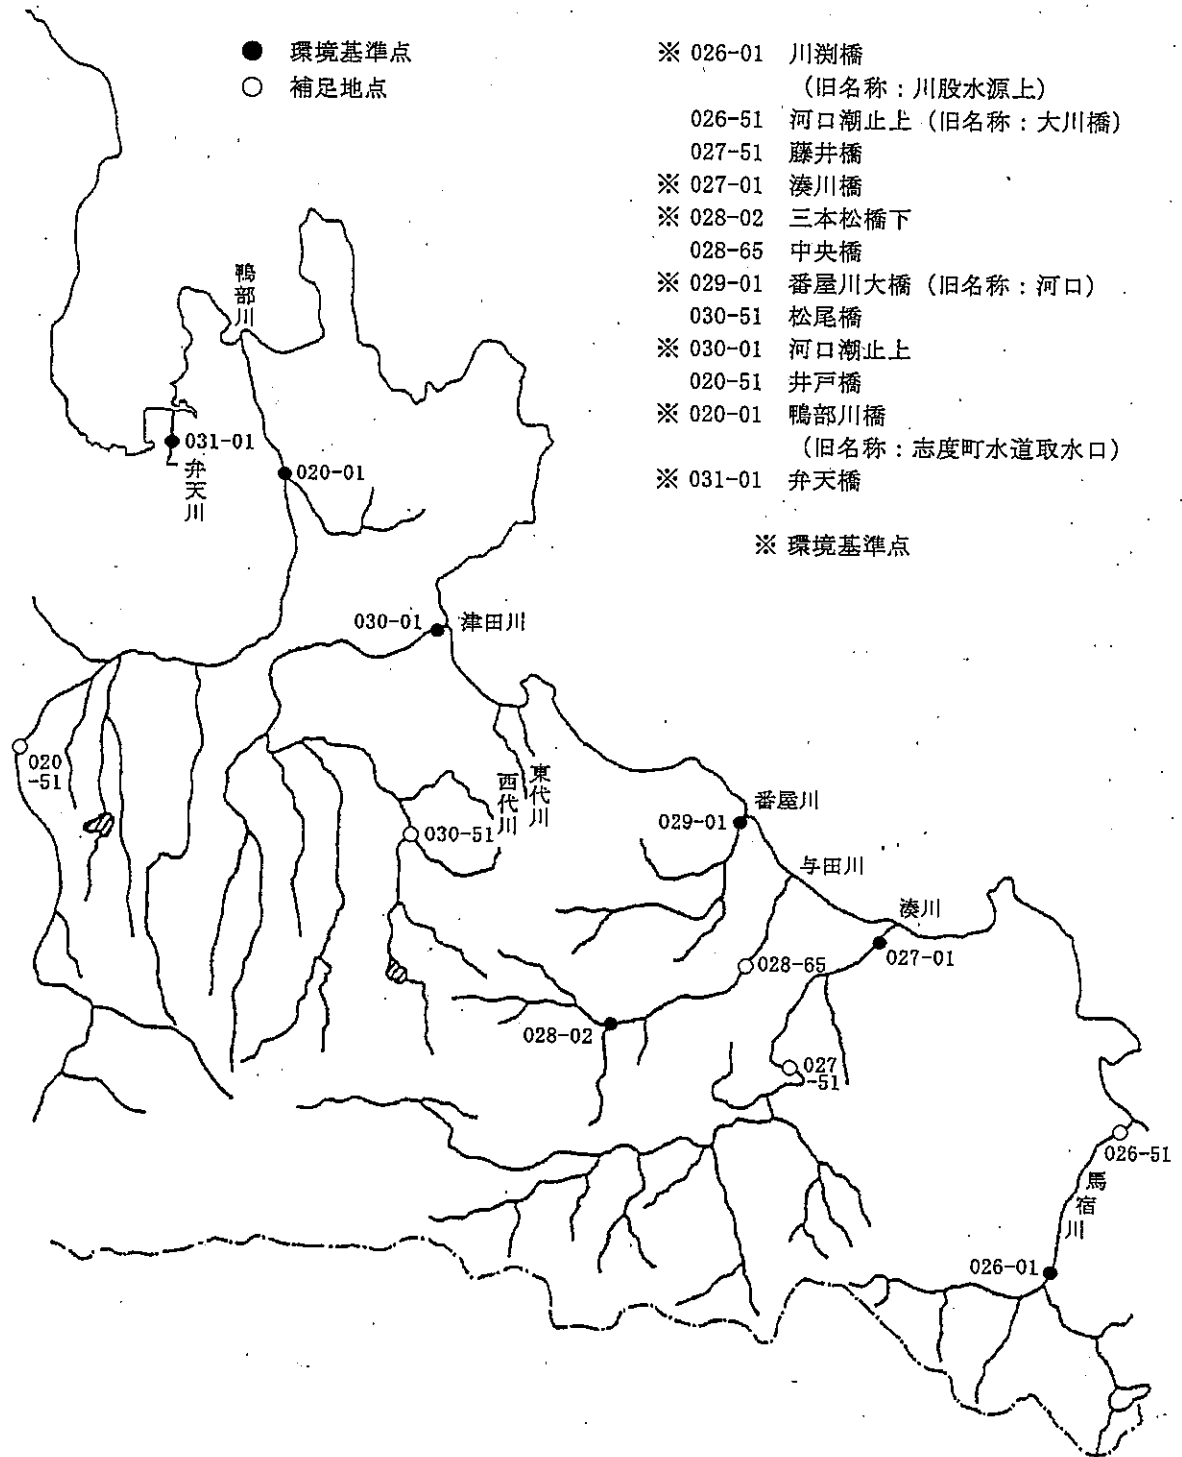 ● 環境基準点
○ 補足地点
※ 026-01 川渕橋
(旧名称:川股水源上)
026-51 河口潮止上(旧名称:大川橋)
027-51 藤井橋
※ 027-01 湊川橋
※ 028-02 三本松橋下
028-65 中央橋
※ 029-01 番屋川大橋(旧名称:河口)
030-51 松尾橋
※ 030-01 河口潮止上
020-51 井戸橋
※ 020-01 鴨部川橋
(旧名称:志度町水道取水口)
※ 031-01 弁天橋
※ 環境基準点
鴨部川
031-01
弁天川
020-01
030-01
津田川
020
-51
西代川
東代川
030-51
番屋川
029-01
与田川
湊川
027-01
028-65
028-02
027
-51
026-51
馬宿川
026-01